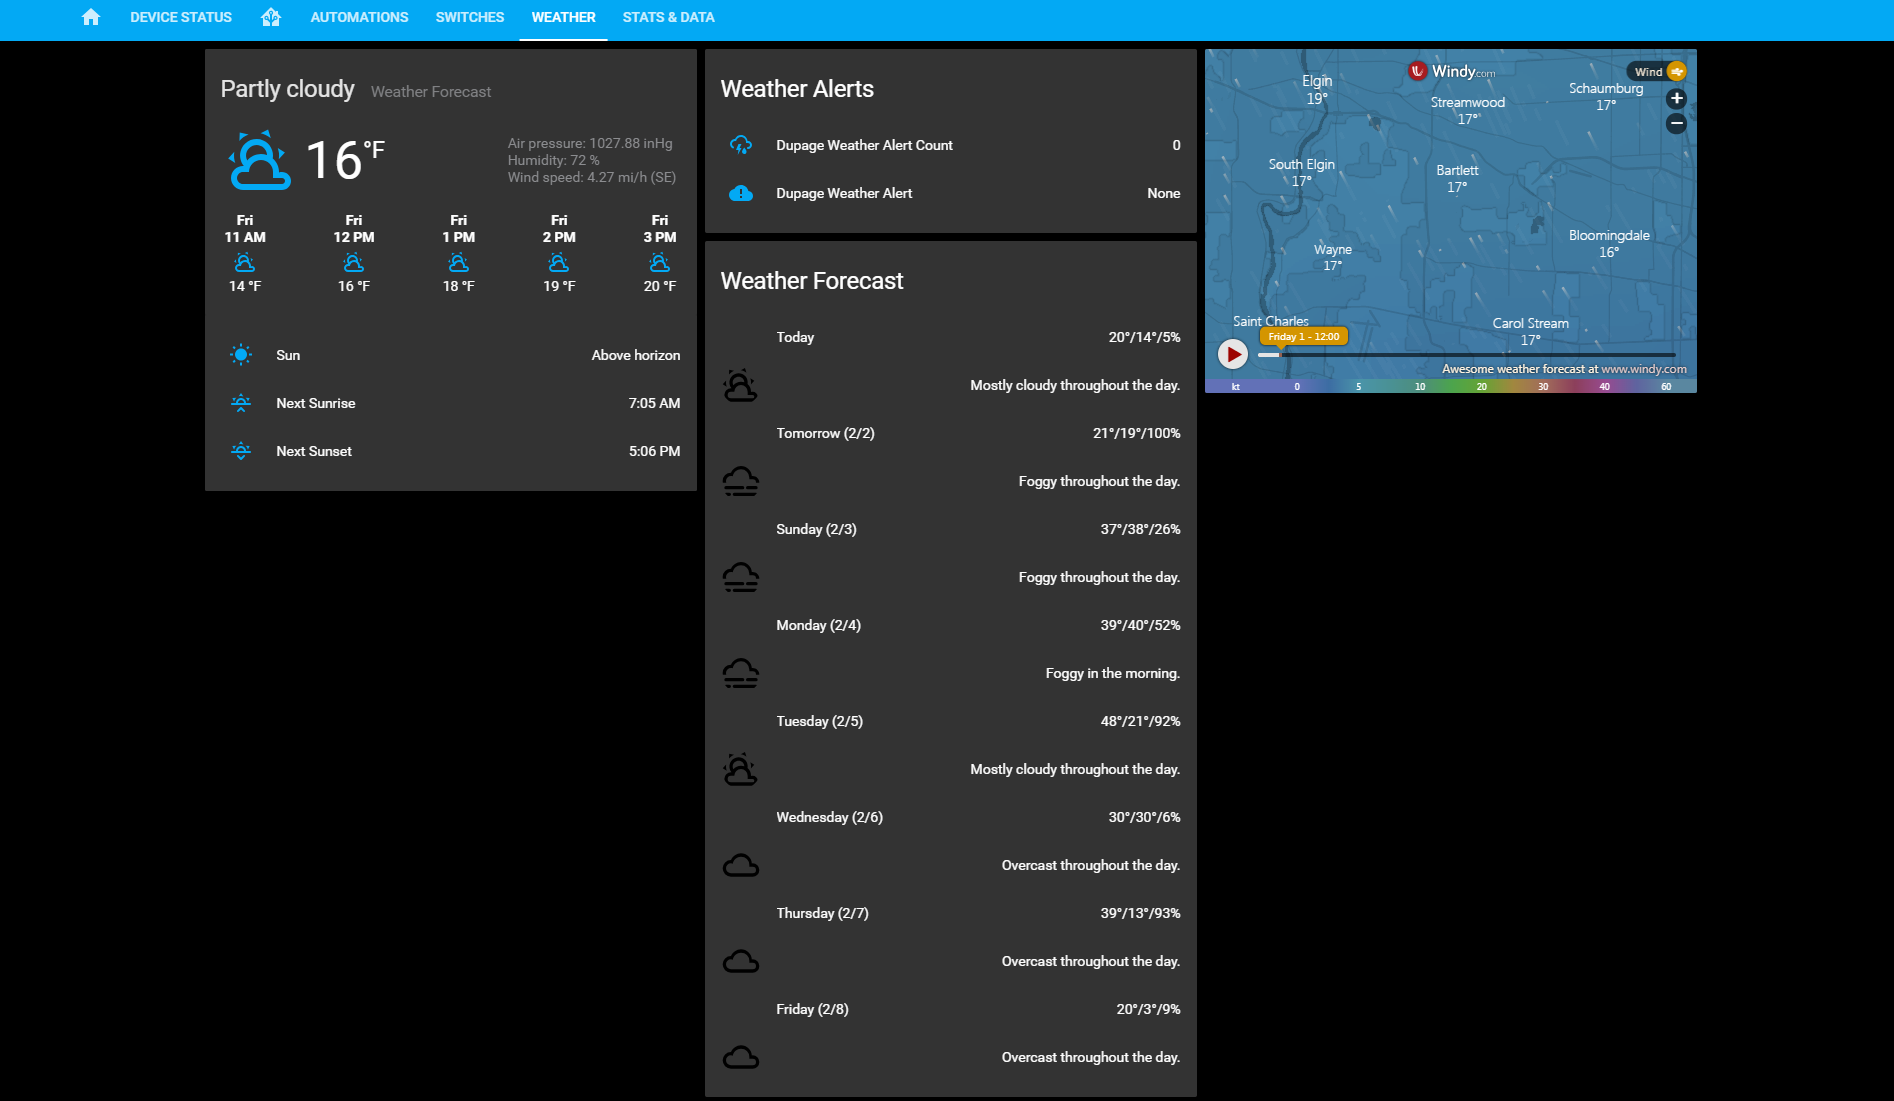 DEVICE STATUS AUTOMATIONS SWITCHES WEATHER STATS & DATA
Partly cloudy Weather Forecast
16 °F
Air pressure: 1027.88 inHg
Humidity: 72 %
Wind speed: 4.27 mi/h (SE)
Fri Fri Fri Fri Fri
11 AM 12 PM 1 PM 2 PM 3 PM
14 °F 16 °F 18 °F 19 °F 20 °F
Sun Above horizon
Next Sunrise 7:05 AM
Next Sunset 5:06 PM
Weather Alerts
Dupage Weather Alert Count 0
Dupage Weather Alert None
Weather Forecast
Today 20°/14°/5%
Mostly cloudy throughout the day.
Tomorrow (2/2) 21°/19°/100%
Foggy throughout the day.
Sunday (2/3) 37°/38°/26%
Foggy throughout the day.
Monday (2/4) 39°/40°/52%
Foggy in the morning.
Tuesday (2/5) 48°/21°/92%
Mostly cloudy throughout the day.
Wednesday (2/6) 30°/30°/6%
Overcast throughout the day.
Thursday (2/7) 39°/13°/93%
Overcast throughout the day.
Friday (2/8) 20°/3°/9%
Overcast throughout the day.
Windy.com
Wind
+
−
Elgin
19°
Streamwood
17°
Schaumburg
17°
South Elgin
17°
Bartlett
17°
Wayne
17°
Bloomingdale
16°
Saint Charles
Carol Stream
17°
Friday 1 - 12:00
Awesome weather forecast at www.windy.com
kt 0 5 10 20 30 40 60